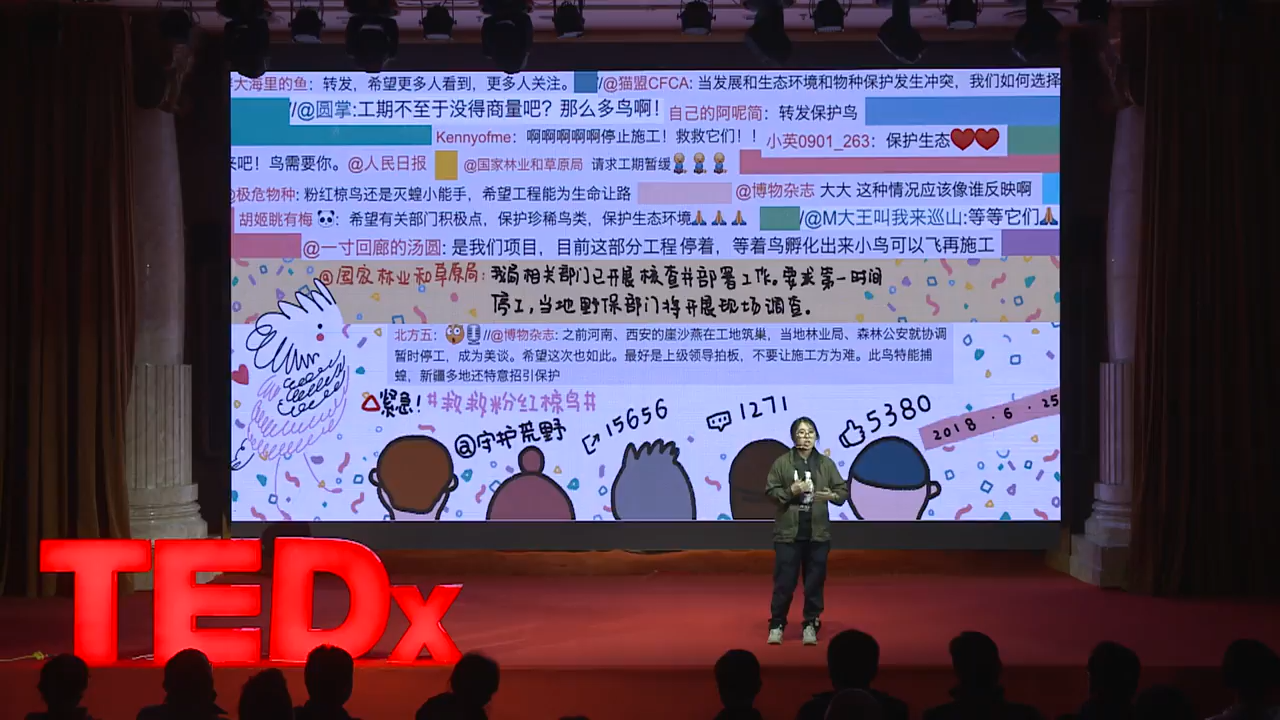 大海里的鱼：转发，希望更多人看到，更多人关注。 //@猫盟CFCA: 当发展和生态环境和物种保护发生冲突，我们如何选择
//@圆掌:工期不至于没得商量吧？那么多鸟啊！ 自己的阿呢简：转发保护鸟
Kennyofme：啊啊啊啊啊停止施工！救救它们！！ 小英0901_263：保护生态❤️❤️
来吧！鸟需要你。@人民日报 @国家林业和草原局 请求工期暂缓
@极危物种: 粉红椋鸟还是灭蝗小能手，希望工程能为生命让路 @博物杂志 大大 这种情况应该像谁反映啊
胡姬眺有梅🐼：希望有关部门积极点，保护珍稀鸟类，保护生态环境🙏🙏🙏 //@M大王叫我来巡山:等等它们🙏
@一寸回廊的汤圆: 是我们项目，目前这部分工程停着，等着鸟孵化出来小鸟可以飞再施工
@国家林业和草原局: 我局相关部门已开展核查并部署工作。要求第一时间
停工，当地野保部门将开展现场调查。
北方五： //@博物杂志: 之前河南、西安的崖沙燕在工地筑巢，当地林业局、森林公安就协调
暂时停工，成为美谈。希望这次也如此。最好是上级领导拍板，不要让施工方为难。此鸟特能捕
蝗，新疆多地还特意招引保护
紧急！#救救粉红椋鸟#
@守护荒野 15656 1271 5380
2018.6.25
TEDx